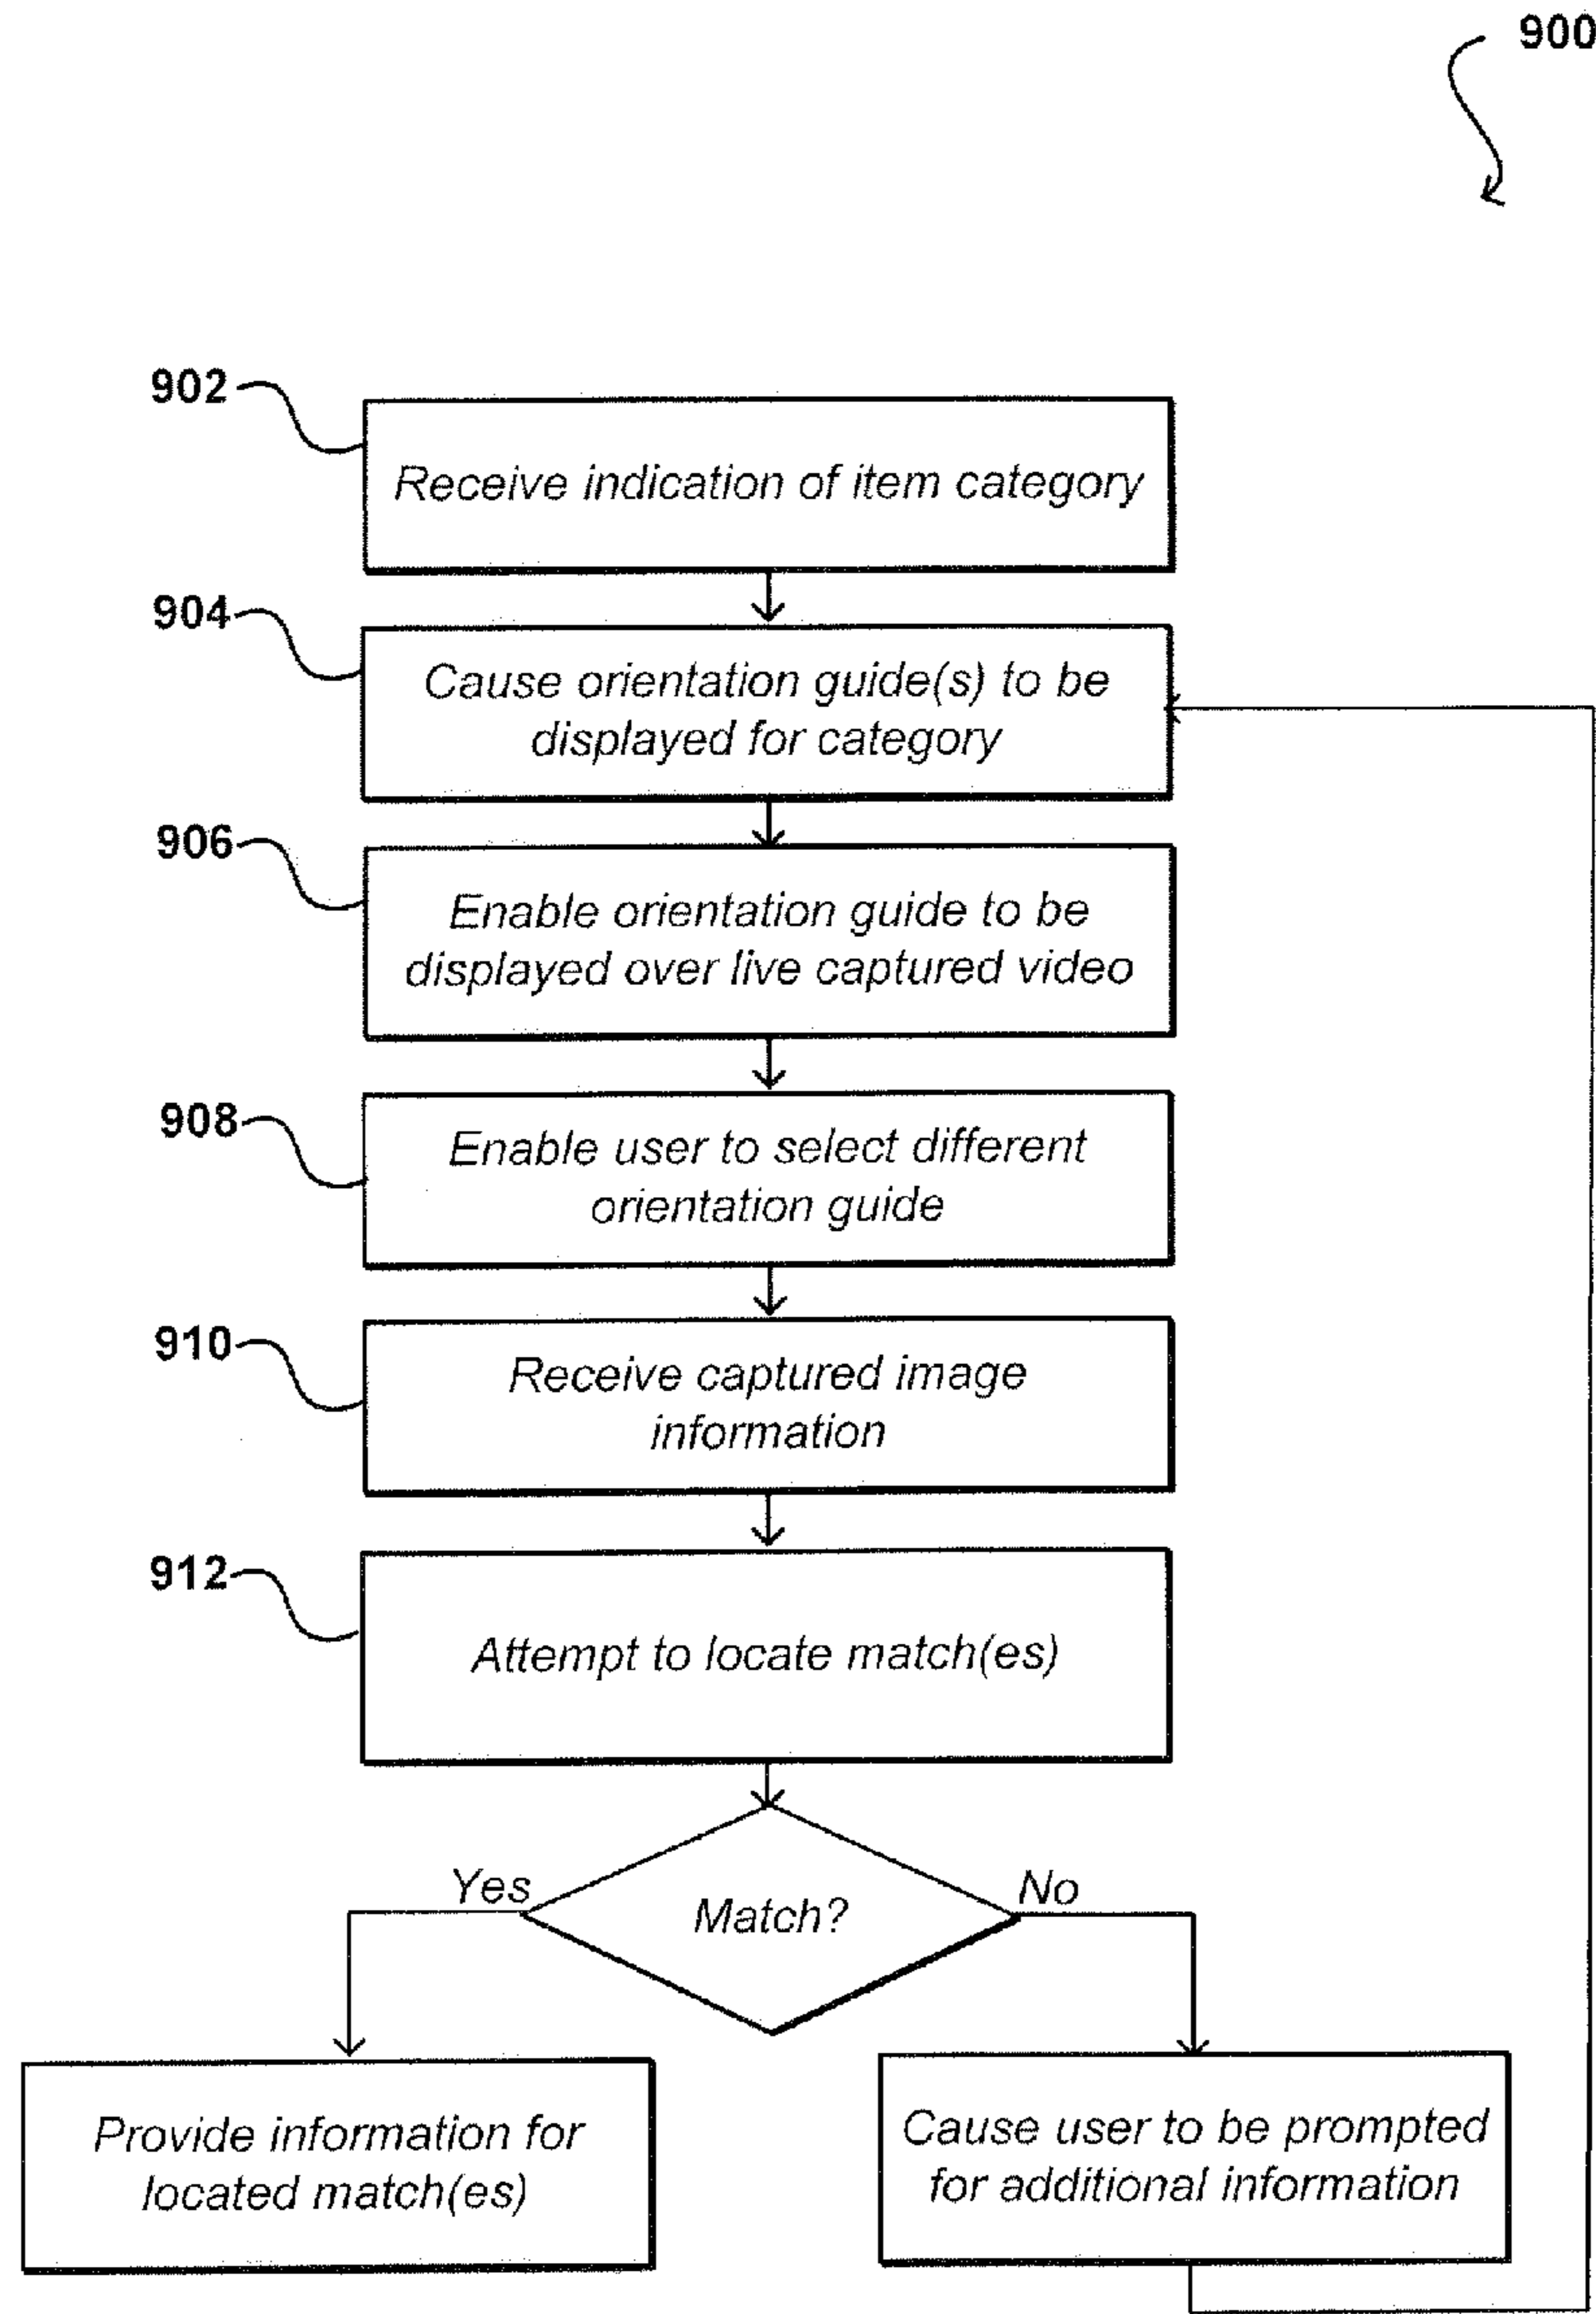 900
902
Receive indication of item category
904
Cause orientation guide(s) to be
displayed for category
906
Enable orientation guide to be
displayed over live captured video
908
Enable user to select different
orientation guide
910
Receive captured image
information
912
Attempt to locate match(es)
Yes
Match?
No
Provide information for
located match(es)
Cause user to be prompted
for additional information